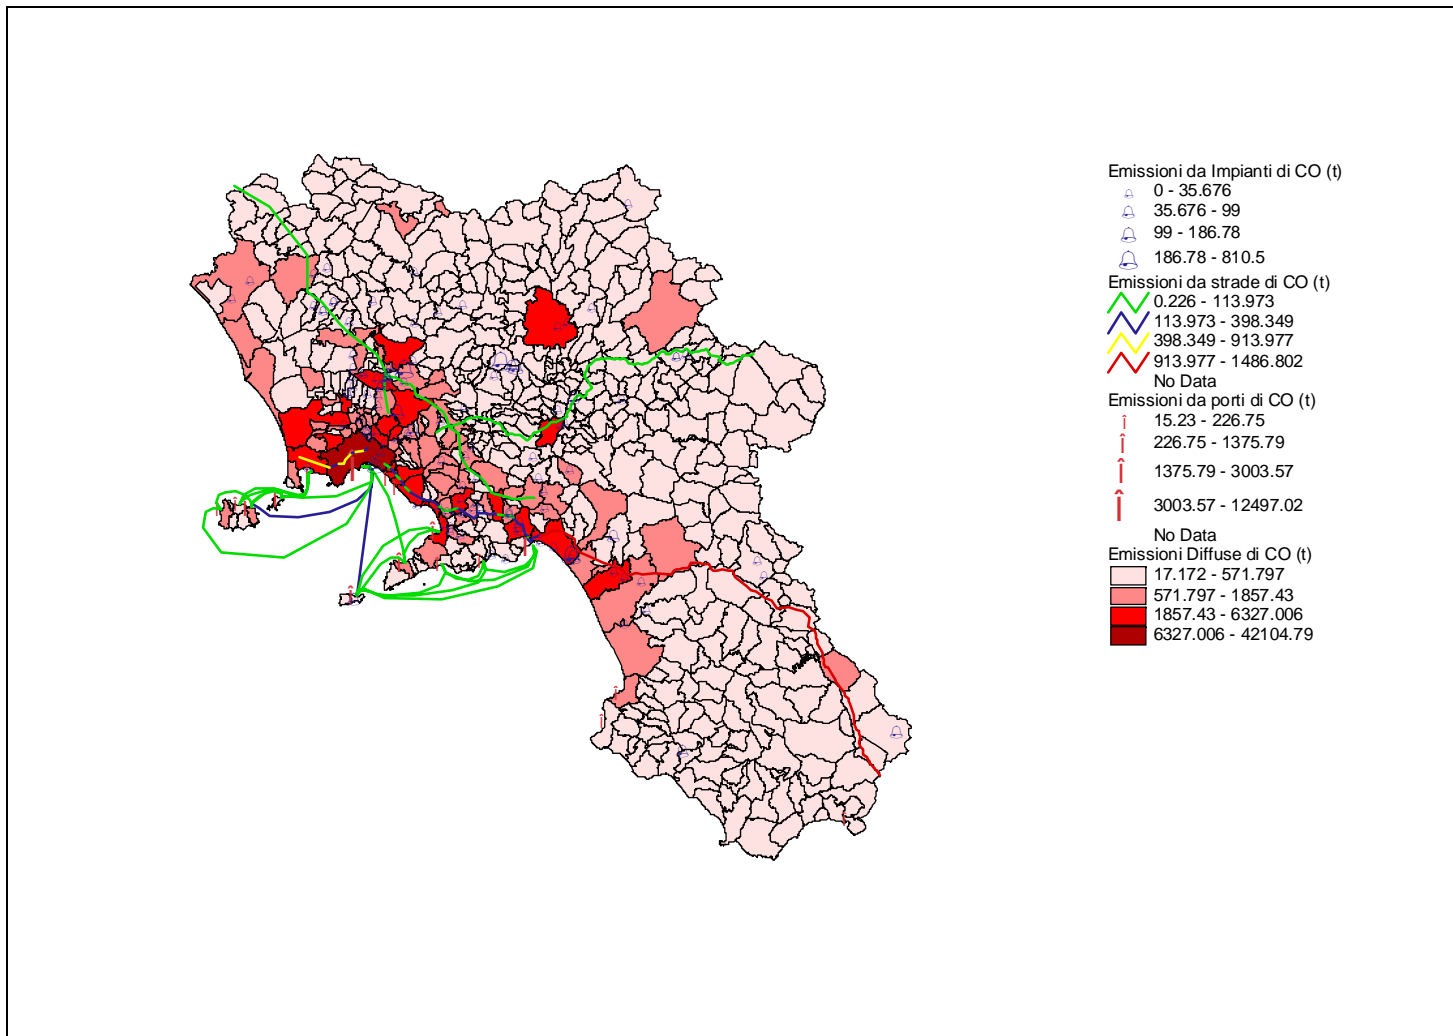 Emissioni da Impianti di CO (t)
0 - 35.676
35.676 - 99
99 - 186.78
186.78 - 810.5
Emissioni da strade di CO (t)
0.226 - 113.973
113.973 - 398.349
398.349 - 913.977
913.977 - 1486.802
No Data
Emissioni da porti di CO (t)
15.23 - 226.75
226.75 - 1375.79
1375.79 - 3003.57
3003.57 - 12497.02
No Data
Emissioni Diffuse di CO (t)
17.172 - 571.797
571.797 - 1857.43
1857.43 - 6327.006
6327.006 - 42104.79